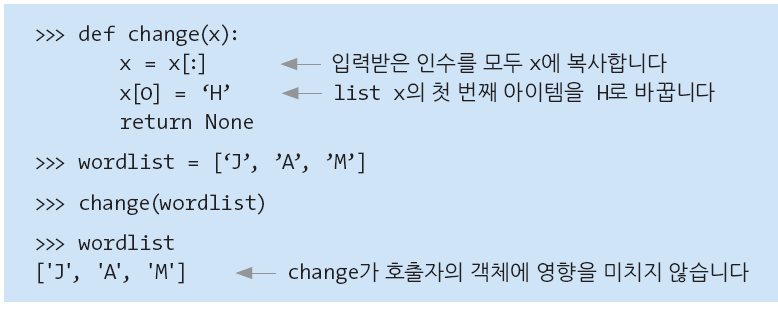 >>> def change(x):
x = x[:] 입력받은 인수를 모두 x에 복사합니다
x[0] = ‘H’ list x의 첫 번째 아이템을 H로 바꿉니다
return None
>>> wordlist = [‘J’, ’A’, ’M’]
>>> change(wordlist)
>>> wordlist
['J', 'A', 'M'] change가 호출자의 객체에 영향을 미치지 않습니다